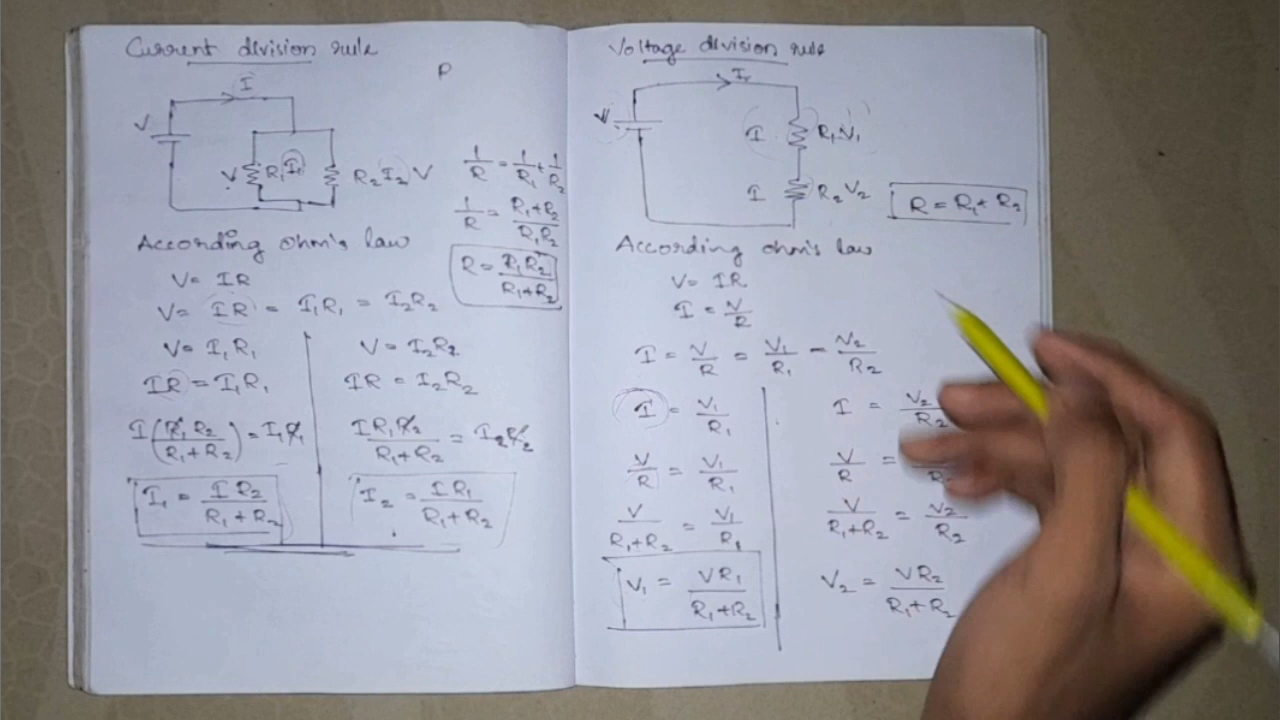 Current division rule
P
I
V
V R₁ I₁ R₂ I₂ V
1/R = 1/R₁ + 1/R₂
1/R = R₁+R₂/R₁R₂
R = R₁R₂/R₁+R₂
According ohm's law
V = IR
V = IR = I₁R₁ = I₂R₂
V = I₁R₁
IR = I₁R₁
I(R₁R₂/R₁+R₂) = I₁R₁
I₁ = IR₂/R₁+R₂
V = I₂R₂
IR = I₂R₂
IR₁R₂/R₁+R₂ = I₂R₂
I₂ = IR₁/R₁+R₂
Voltage division rule
I
V
I R₁ V₁
I R₂ V₂
R = R₁+R₂
According ohm's law
V = IR
I = V/R
I = V/R = V₁/R₁ = V₂/R₂
I = V₁/R₁
V/R = V₁/R₁
V/R₁+R₂ = V₁/R₁
V₁ = VR₁/R₁+R₂
I = V₂/R₂
V/R =
V/R₁+R₂ = V₂/R₂
V₂ = VR₂/R₁+R₂